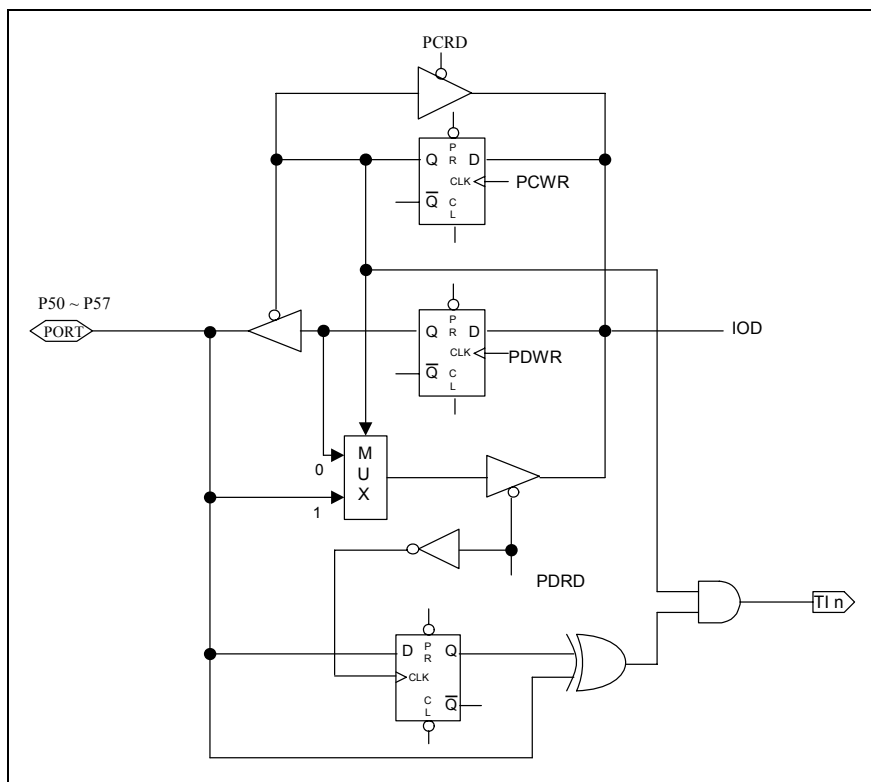 PCRD
Q PR D
CLK PCWR
Q̅ CL
P50 ~ P57
PORT
Q PR D
IOD
CLK PDWR
Q̅ CL
0
MUX
1
PDRD
TI n
D PR Q
CLK
CL Q̅